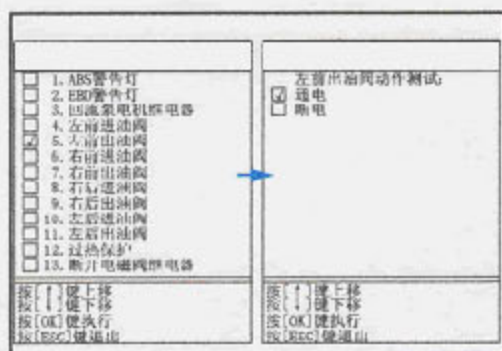 1. ABS警告灯
2. EBD警告灯
3. 回流泵电机继电器
4. 左前进油阀
5. 左前出油阀
6. 右前进油阀
7. 右前出油阀
8. 右后进油阀
9. 右后出油阀
10. 左后进油阀
11. 左后出油阀
12. 过热保护
13. 断开电磁阀继电器
按[↑]键上移
按[↓]键下移
按[OK]键执行
按[ESC]键退出
左前出油阀动作测试:
通电
断电
按[↑]键上移
按[↓]键下移
按[OK]键执行
按[ESC]键退出